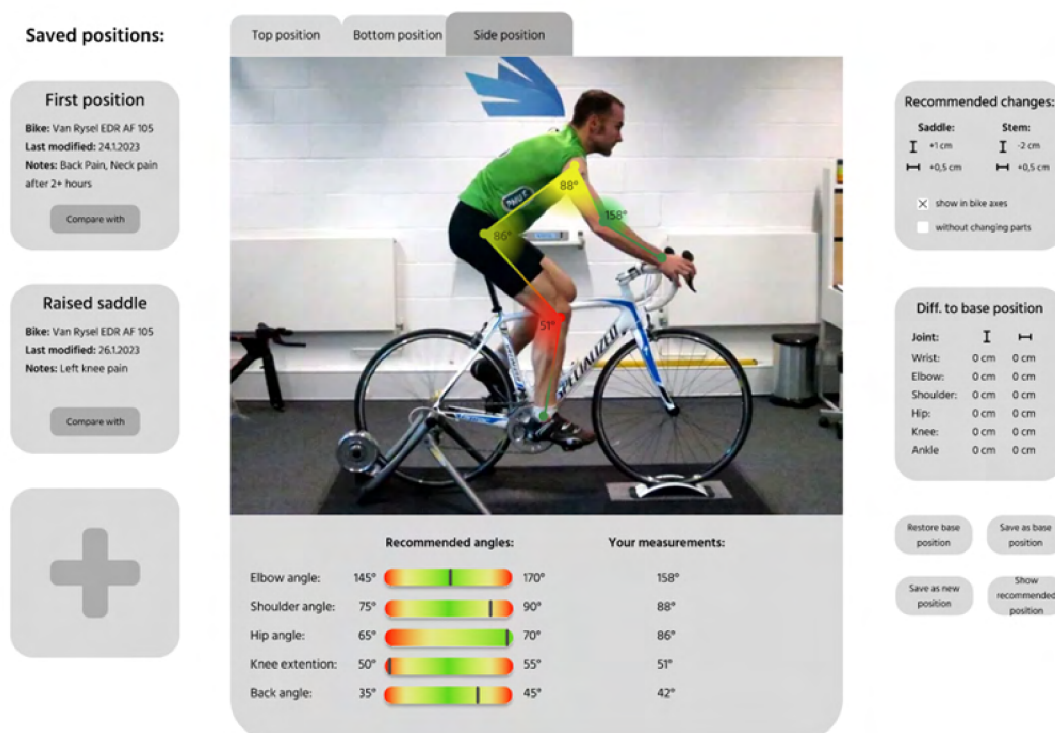 Saved positions:
First position
Bike: Van Rysel EDR AF 105
Last modified: 24.1.2023
Notes: Back Pain, Neck pain
after 2+ hours
Compare with
Raised saddle
Bike: Van Rysel EDR AF 105
Last modified: 26.1.2023
Notes: Left knee pain
Compare with
Top position
Bottom position
Side position
88°
158°
86°
51°
SPECIALIZED
Recommended angles:
Your measurements:
Elbow angle: 145° 170° 158°
Shoulder angle: 75° 90° 88°
Hip angle: 65° 70° 86°
Knee extention: 50° 55° 51°
Back angle: 35° 45° 42°
Recommended changes:
Saddle: Stem:
+1 cm -2 cm
+0,5 cm +0,5 cm
show in bike axes
without changing parts
Diff. to base position
Joint:
Wrist: 0 cm 0 cm
Elbow: 0 cm 0 cm
Shoulder: 0 cm 0 cm
Hip: 0 cm 0 cm
Knee: 0 cm 0 cm
Ankle 0 cm 0 cm
Restore base
position
Save as base
position
Save as new
position
Show
recommended
position